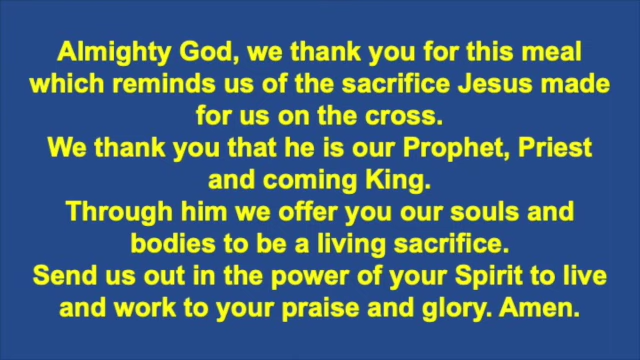 Almighty God, we thank you for this meal
which reminds us of the sacrifice Jesus made
for us on the cross.
We thank you that he is our Prophet, Priest
and coming King.
Through him we offer you our souls and
bodies to be a living sacrifice.
Send us out in the power of your Spirit to live
and work to your praise and glory. Amen.